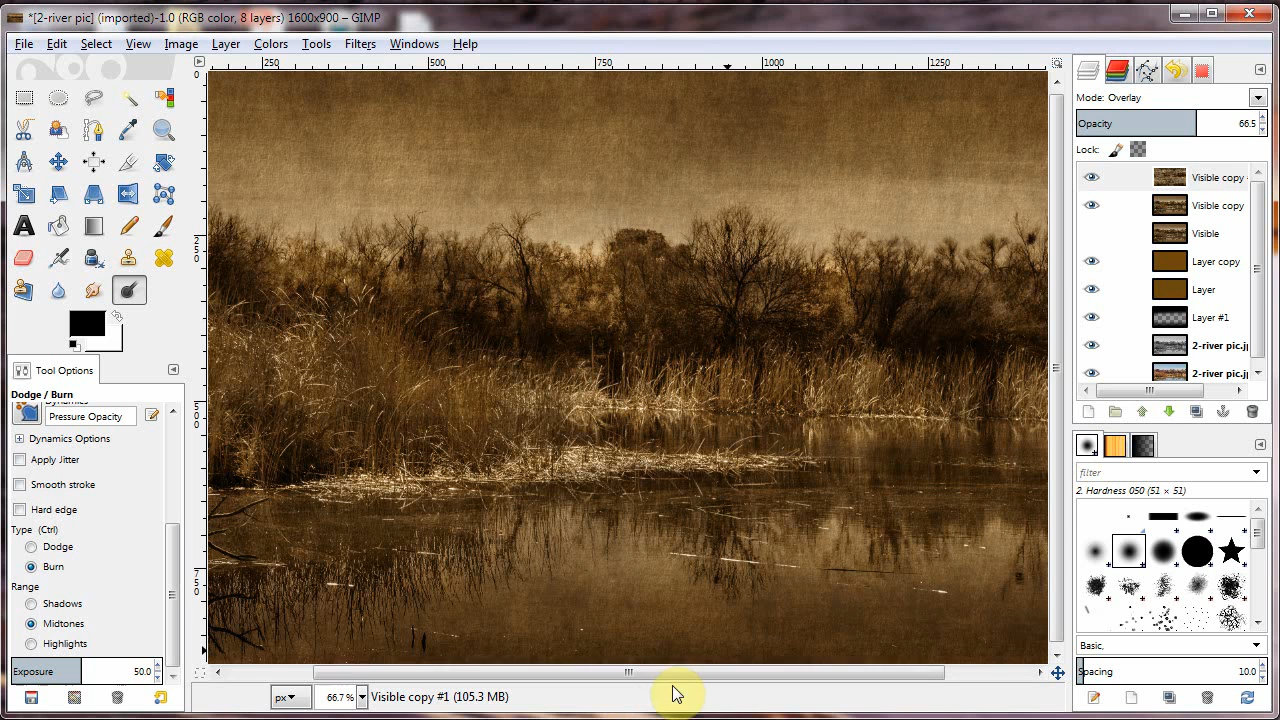 *[2-river pic] (imported)-1.0 (RGB color, 8 layers) 1600x900 – GIMP
File Edit Select View Image Layer Colors Tools Filters Windows Help
250 500 750 1000 1250
0
250
500
750
Mode: Overlay
Opacity 66.5
Lock:
Visible copy
Visible copy
Visible
Layer copy
Layer
Layer #1
2-river pic.j
2-river pic.j
A
Tool Options
Dodge / Burn
Pressure Opacity
Dynamics Options
Apply Jitter
Smooth stroke
Hard edge
Type (Ctrl)
Dodge
Burn
Range
Shadows
Midtones
Highlights
Exposure 50.0
filter
2. Hardness 050 (51 × 51)
Basic,
Spacing 10.0
px 66.7 % Visible copy #1 (105.3 MB)